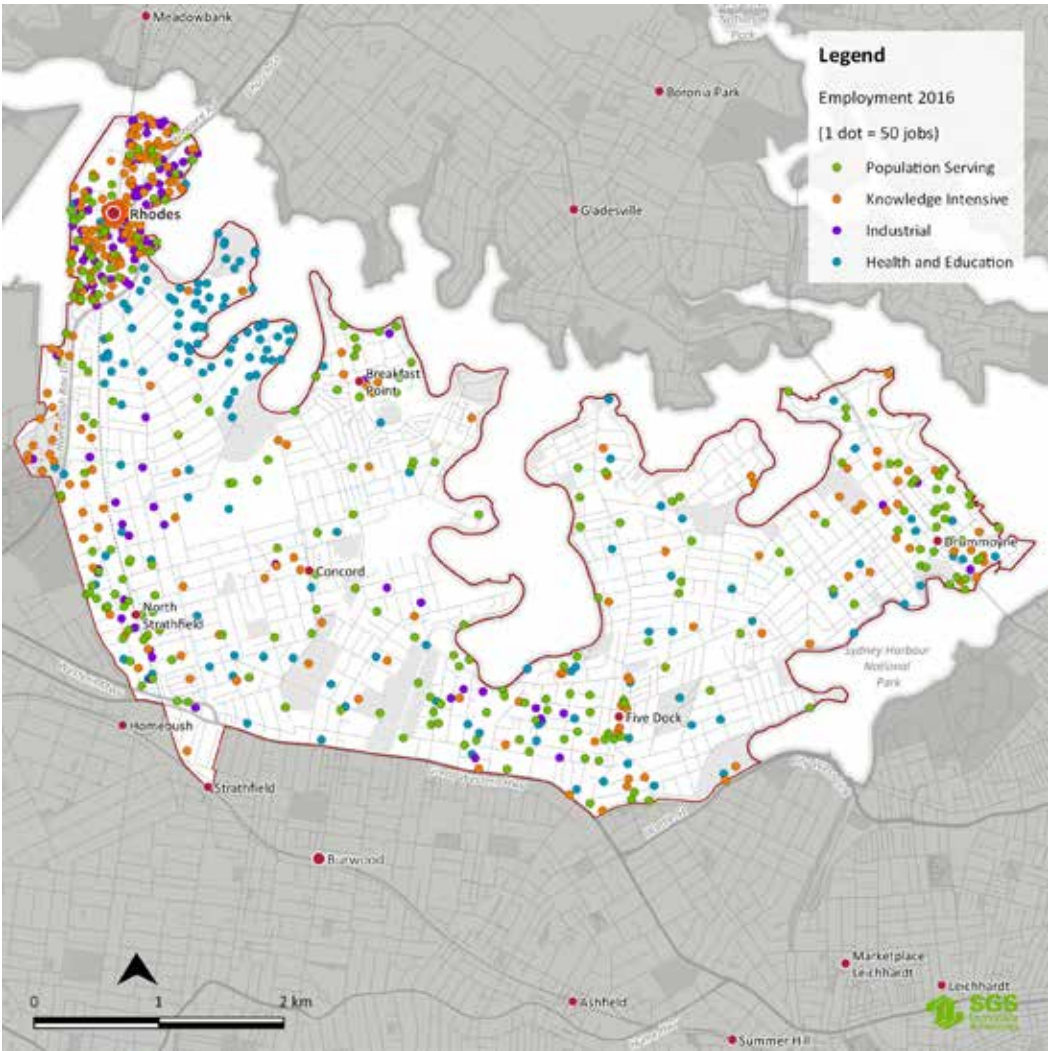 Meadowbank
Boronia Park
Gladesville
Rhodes
Breakfast
Point
Concord
North
Strathfield
Drummoyne
Five Dock
Sydney Harbour
National
Park
Homebush
Strathfield
Burwood
Ashfield
Summer Hill
Marketplace
Leichhardt
Leichhardt
Legend
Employment 2016
(1 dot = 50 jobs)
Population Serving
Knowledge Intensive
Industrial
Health and Education
0 1 2 km
SGS